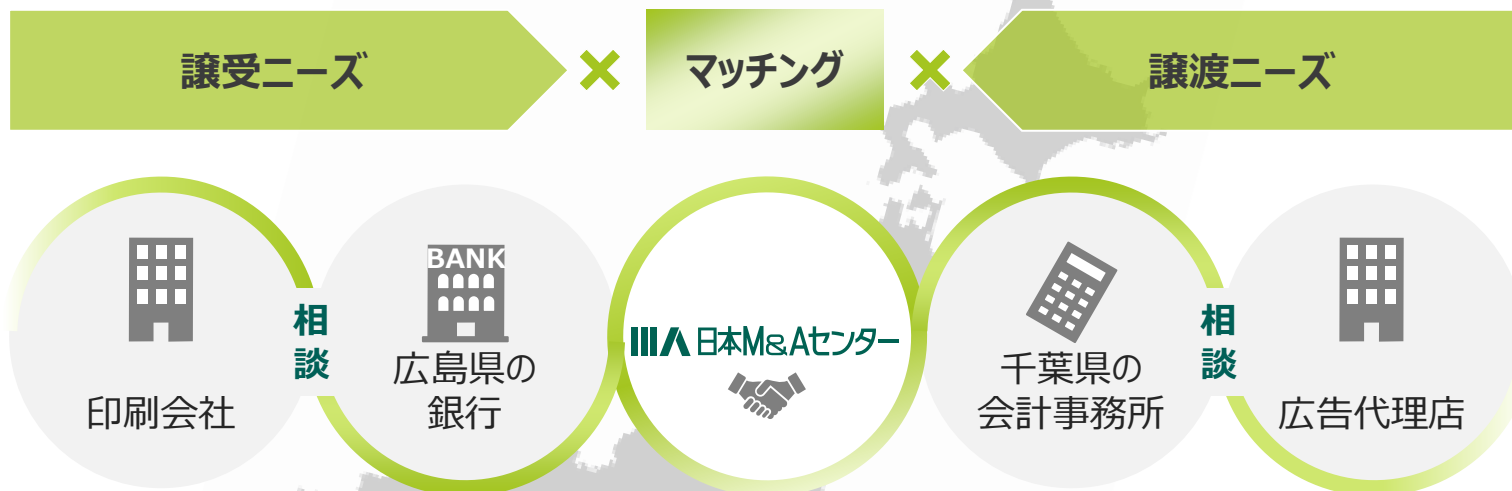 譲受ニーズ
マッチング
譲渡ニーズ
印刷会社
相談
BANK
広島県の
銀行
日本M&Aセンター
千葉県の
会計事務所
相談
広告代理店